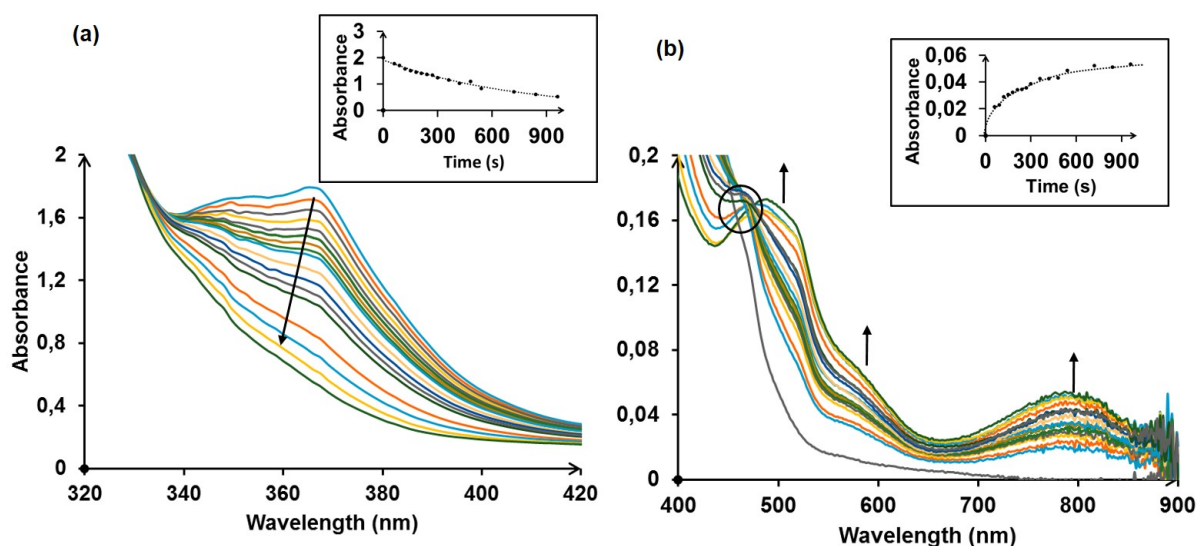 (a)
Absorbance
3
2
1
0
0 300 600 900
Time (s)
Absorbance
2
1,6
1,2
0,8
0,4
0
320 340 360 380 400 420
Wavelength (nm)
(b)
Absorbance
0,06
0,04
0,02
0
0 300 600 900
Time (s)
0,2
0,16
0,12
0,08
0,04
0
400 500 600 700 800 900
Wavelength (nm)